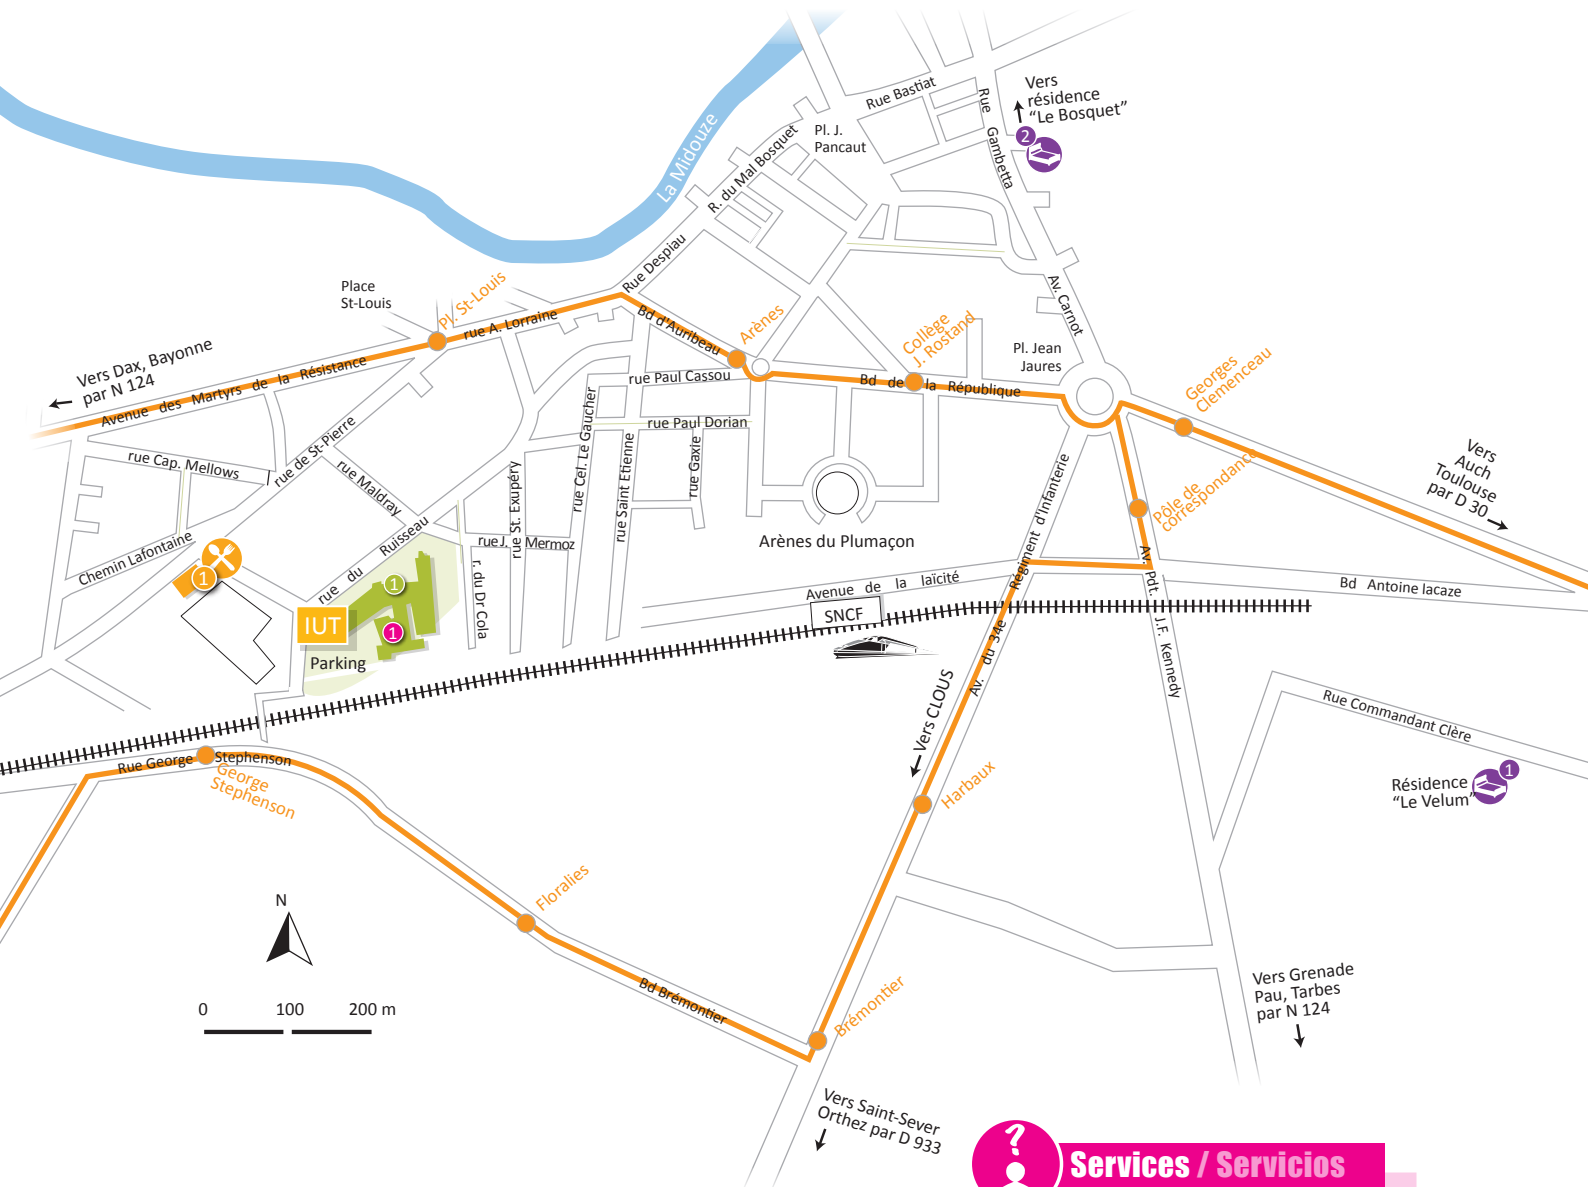 La Midouze
Rue Bastiat
Rue Gambetta
Vers
résidence
“Le Bosquet”
2
Pl. J.
Pancaut
R. du Mal Bosquet
Rue Despiau
Place
St-Louis
Pl. St-Louis
rue A. Lorraine
Bd d'Auribeau
Arènes
Collège
J. Rostand
Av. Carnot
Pl. Jean
Jaures
Georges
Clemenceau
Vers Dax, Bayonne
par N 124
Avenue des Martyrs de la Résistance
rue Paul Cassou
Bd de la République
rue Paul Dorian
rue Cap. Mellows
rue de St-Pierre
rue Maldray
rue Cel. Le Gaucher
rue Saint Etienne
rue Gaxie
rue St. Exupéry
Vers
Auch
Toulouse
par D 30
Pôle de
correspondance
Chemin Lafontaine
rue du Ruisseau
rue J. Mermoz
r. du Dr Cola
Arènes du Plumaçon
Av. du 34e Régiment d'Infanterie
Avenue de la laïcité
SNCF
Av. Pdt. J.F. Kennedy
Bd Antoine lacaze
1
1
1
IUT
Parking
Vers CLOUS
Rue Commandant Clère
Rue George Stephenson
George
Stephenson
Harbaux
Résidence
“Le Velum”
1
Floralies
N
0 100 200 m
Bd Brémontier
Brémontier
Vers Grenade
Pau, Tarbes
par N 124
Vers Saint-Sever
Orthez par D 933
?
Services / Servicios